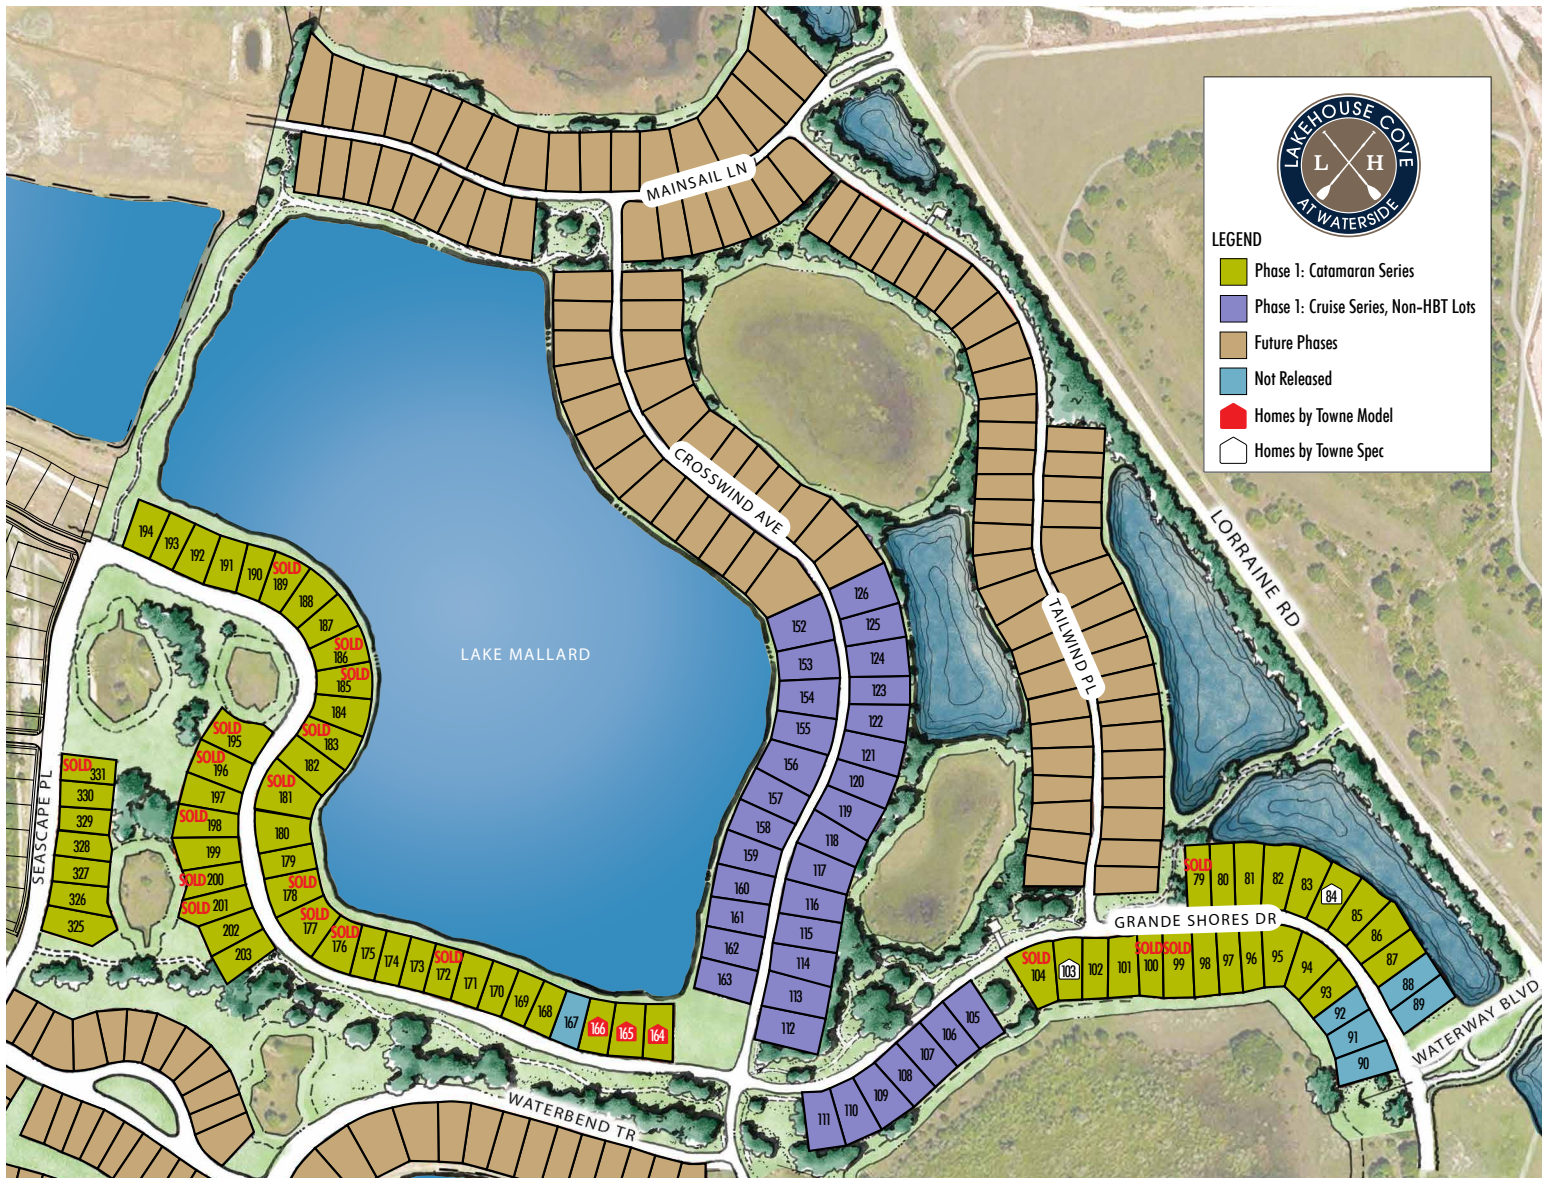 LAKEHOUSE COVE
L H
AT WATERSIDE
LEGEND
Phase 1: Catamaran Series
Phase 1: Cruise Series, Non-HBT Lots
Future Phases
Not Released
Homes by Towne Model
Homes by Towne Spec
MAINSAIL LN
CROSSWIND AVE
TAILWIND PL
LORRAINE RD
LAKE MALLARD
SEASCAPE PL
GRANDE SHORES DR
WATERWAY BLVD
WATERBEND TR
194
193
192
191
190
SOLD
189
188
187
SOLD
186
SOLD
185
184
SOLD
183
182
SOLD
181
180
179
SOLD
178
SOLD
177
SOLD
176
175
174
173
SOLD
172
171
170
169
168
167
166
165
164
SOLD
195
SOLD
196
197
SOLD 198
199
SOLD 200
SOLD 201
202
203
SOLD 331
330
329
328
327
326
325
126
125
124
123
122
121
120
119
118
117
116
115
114
113
112
152
153
154
155
156
157
158
159
160
161
162
163
105
106
107
108
109
110
111
SOLD
79
80
81
82
83
84
85
86
87
88
89
90
91
92
93
94
95
96
97
98
SOLD
99
SOLD
100
101
102
103
SOLD
104